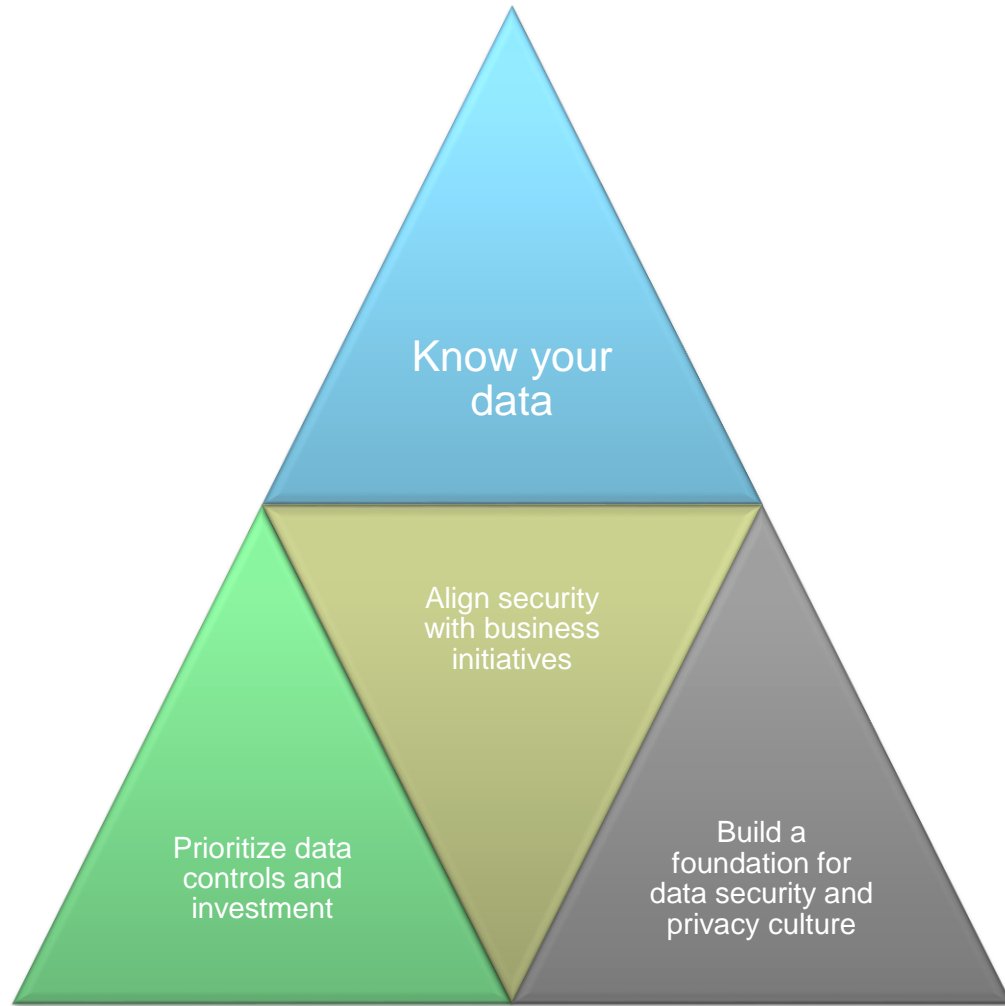 Know your
data
Align security
with business
initiatives
Prioritize data
controls and
investment
Build a
foundation for
data security and
privacy culture